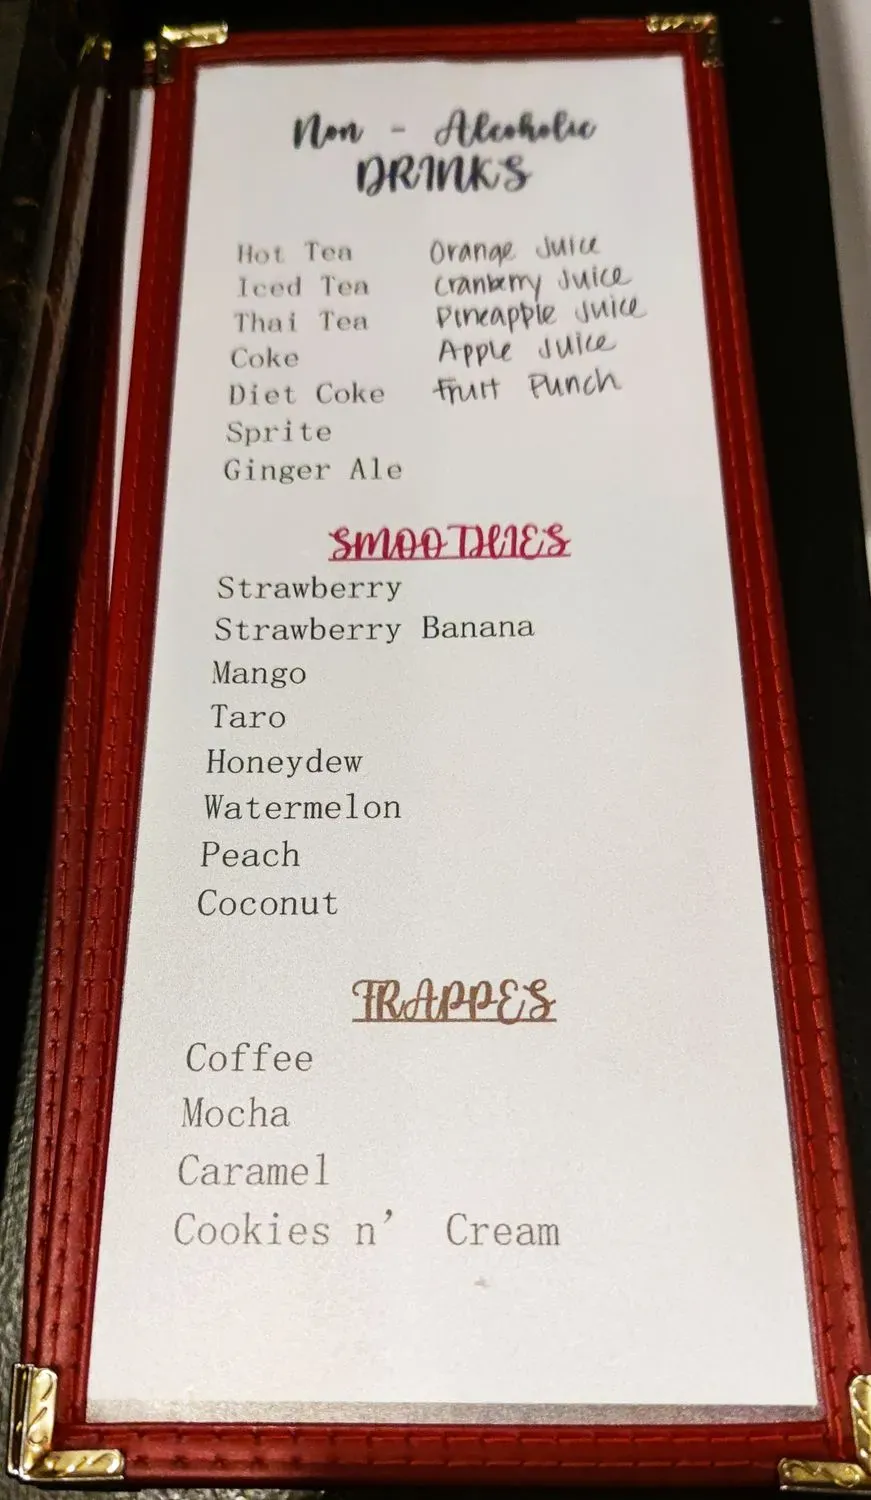 Non - Alcoholic
DRINKS
Hot Tea
Iced Tea
Thai Tea
Coke
Diet Coke
Sprite
Ginger Ale
Orange Juice
Cranberry Juice
Pineapple Juice
Apple Juice
Fruit Punch
SMOOTHIES
Strawberry
Strawberry Banana
Mango
Taro
Honeydew
Watermelon
Peach
Coconut
FRAPPES
Coffee
Mocha
Caramel
Cookies n' Cream